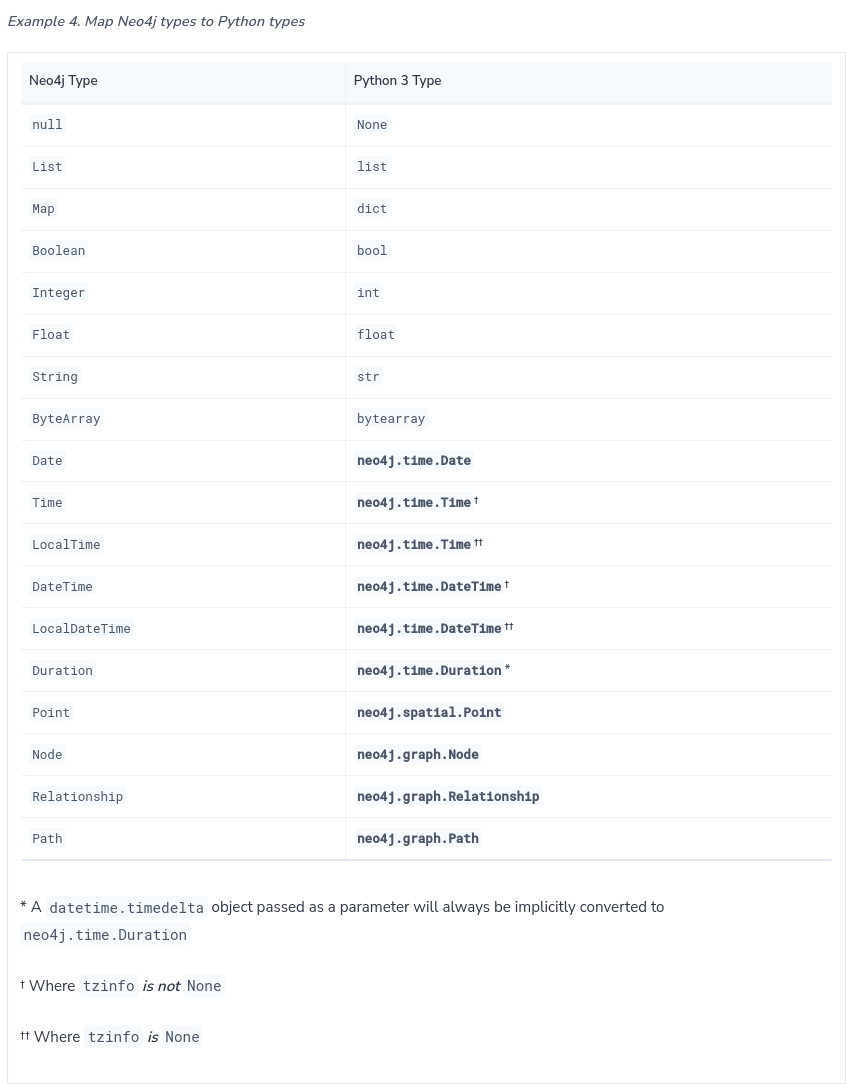 Example 4. Map Neo4j types to Python types
Neo4j Type Python 3 Type
null None
List list
Map dict
Boolean bool
Integer int
Float float
String str
ByteArray bytearray
Date neo4j.time.Date
Time neo4j.time.Time †
LocalTime neo4j.time.Time ††
DateTime neo4j.time.DateTime †
LocalDateTime neo4j.time.DateTime ††
Duration neo4j.time.Duration *
Point neo4j.spatial.Point
Node neo4j.graph.Node
Relationship neo4j.graph.Relationship
Path neo4j.graph.Path
* A datetime.timedelta object passed as a parameter will always be implicitly converted to
neo4j.time.Duration
† Where tzinfo is not None
†† Where tzinfo is None